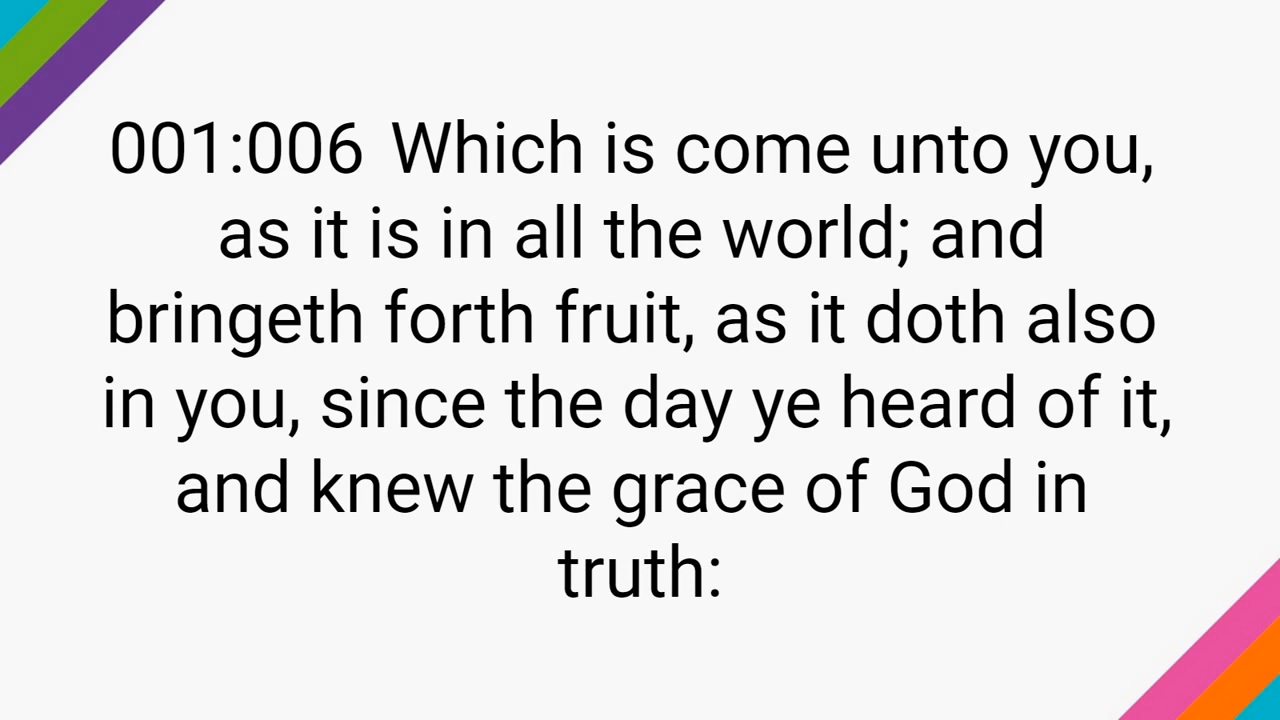 001:006 Which is come unto you,
as it is in all the world; and
bringeth forth fruit, as it doth also
in you, since the day ye heard of it,
and knew the grace of God in
truth: